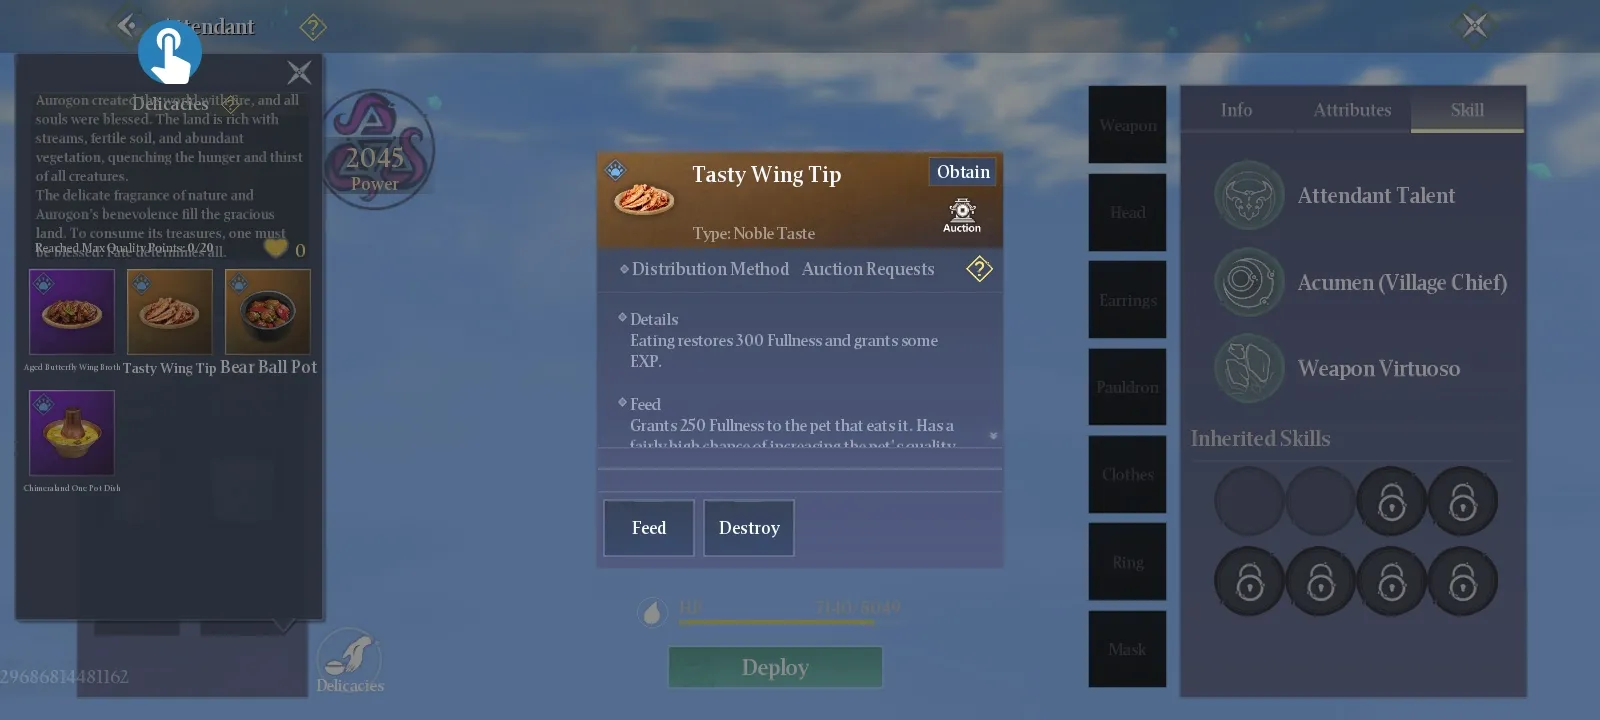 Attendant
Delicacies
Aurogon created the world with fire, and all
souls were blessed. The land is rich with
streams, fertile soil, and abundant
vegetation, quenching the hunger and thirst
of all creatures.
The delicate fragrance of nature and
Aurogon's benevolence fill the gracious
land. To consume its treasures, one must
be blessed. Fate determines all.
Reached Max Quality Points: 0/20
0
Aged Butterfly Wing Broth
Tasty Wing Tip
Bear Ball Pot
Chimeraland One Pot Dish
2045
Power
29686814481162
Delicacies
Tasty Wing Tip
Obtain
Auction
Type: Noble Taste
Distribution Method Auction Requests
Details
Eating restores 300 Fullness and grants some
EXP.
Feed
Grants 250 Fullness to the pet that eats it. Has a
fairly high chance of increasing the pet's quality
Feed
Destroy
HP
Deploy
Weapon
Head
Earrings
Pauldron
Clothes
Ring
Mask
Info
Attributes
Skill
Attendant Talent
Acumen (Village Chief)
Weapon Virtuoso
Inherited Skills